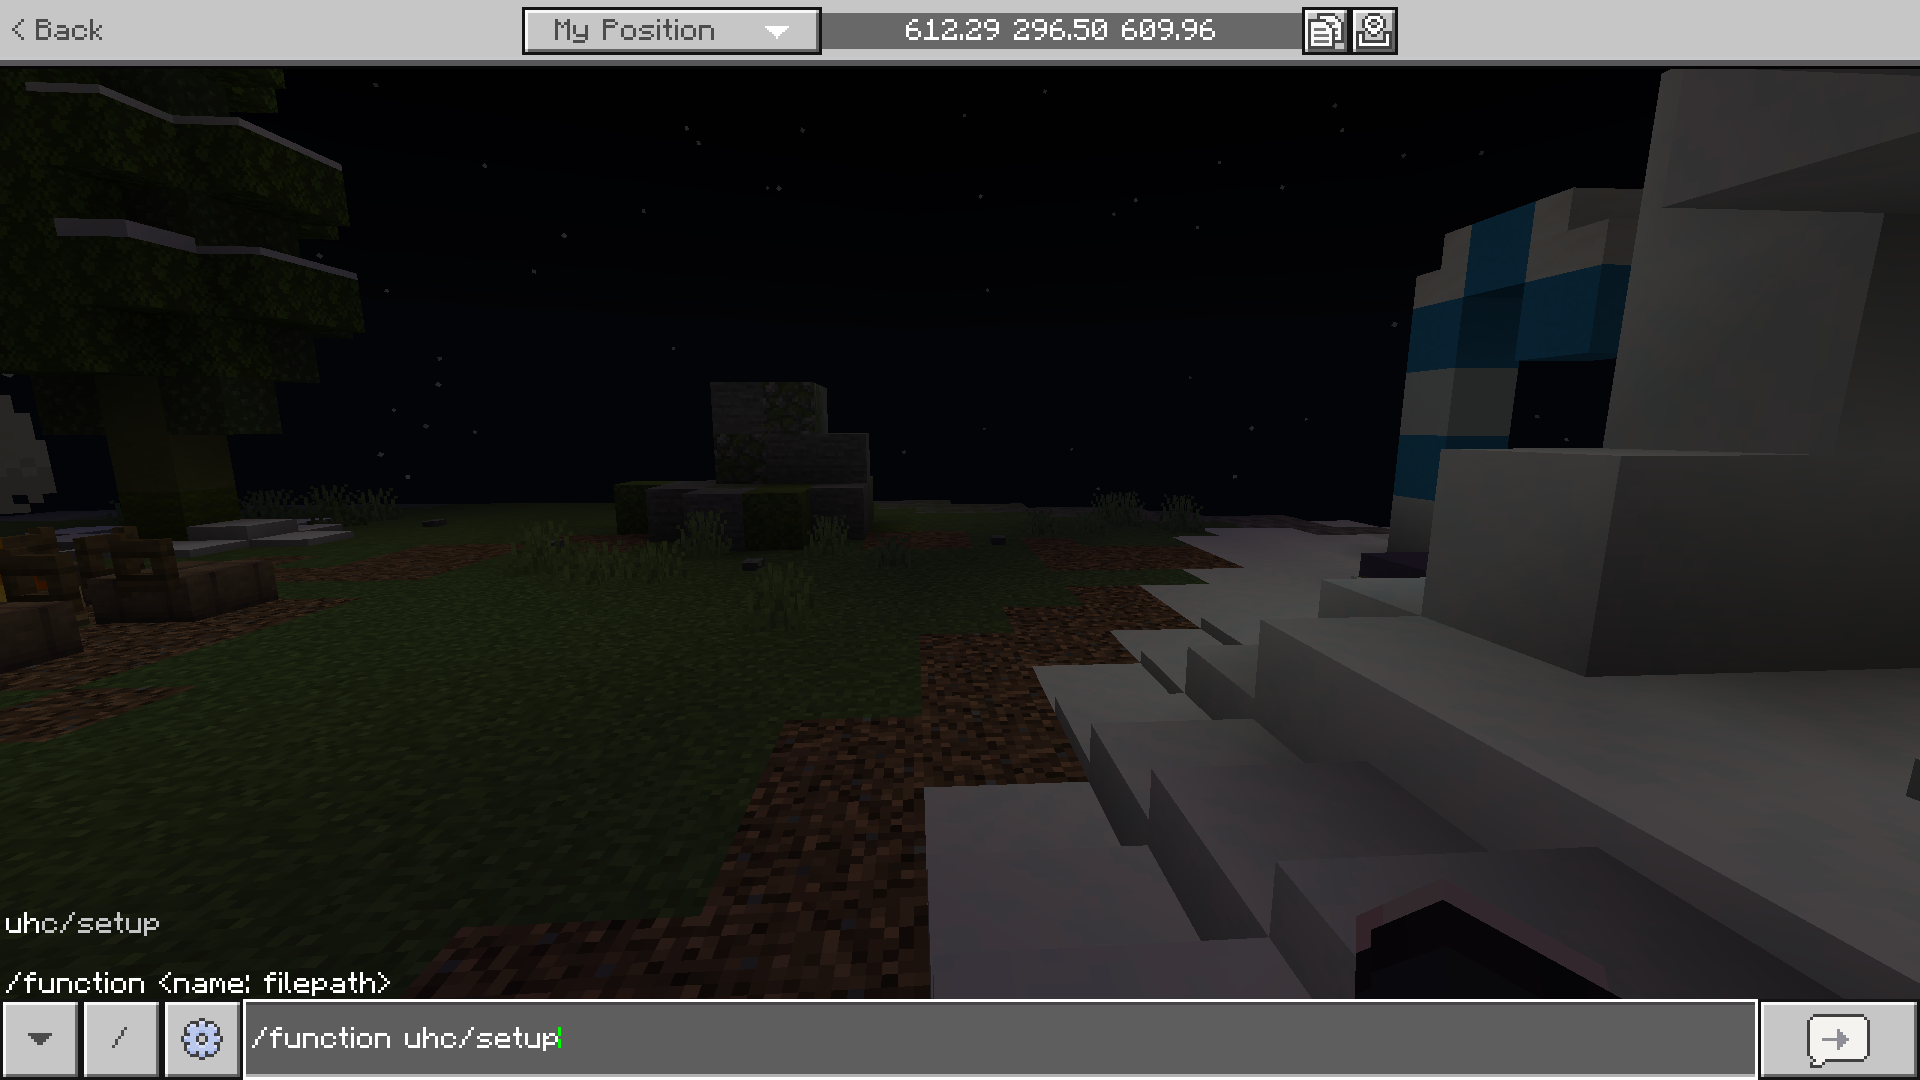 Back
My Position
612.29 296.50 609.96
uhc/setup
/function <name: filepath>
/
/function uhc/setup